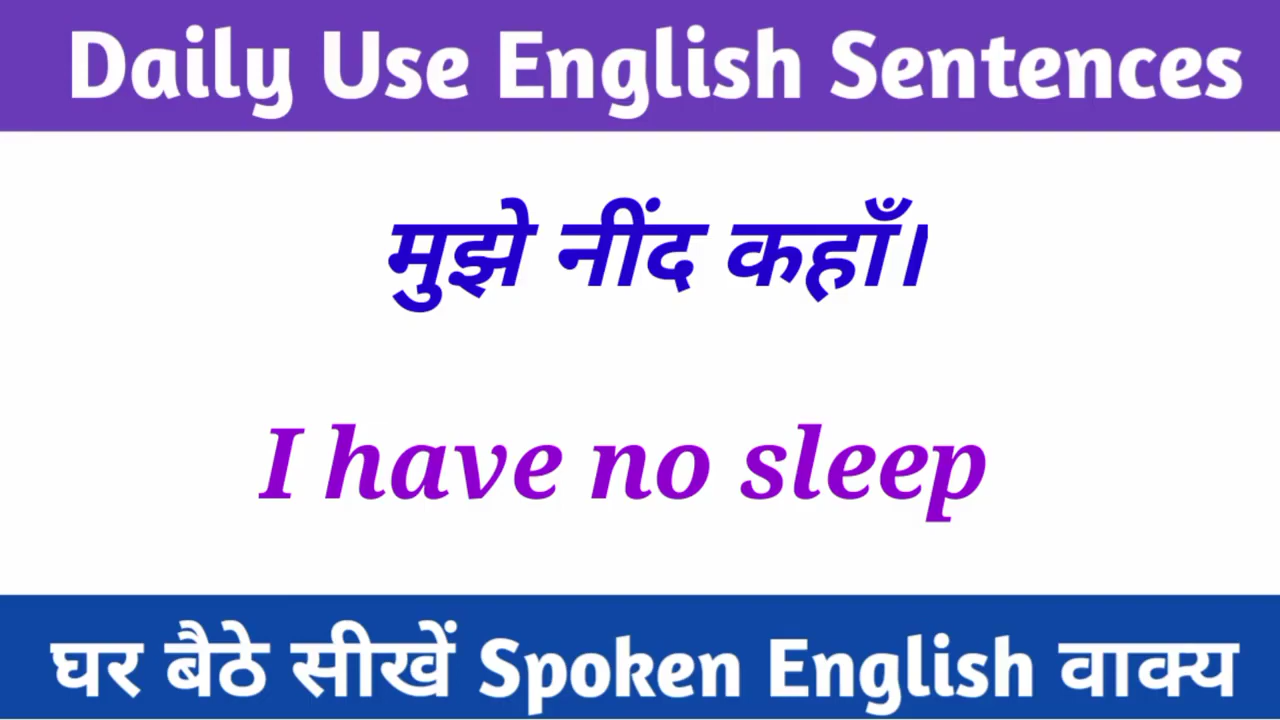 Daily Use English Sentences
मुझे नींद कहाँ।
I have no sleep
घर बैठे सीखें Spoken English वाक्य